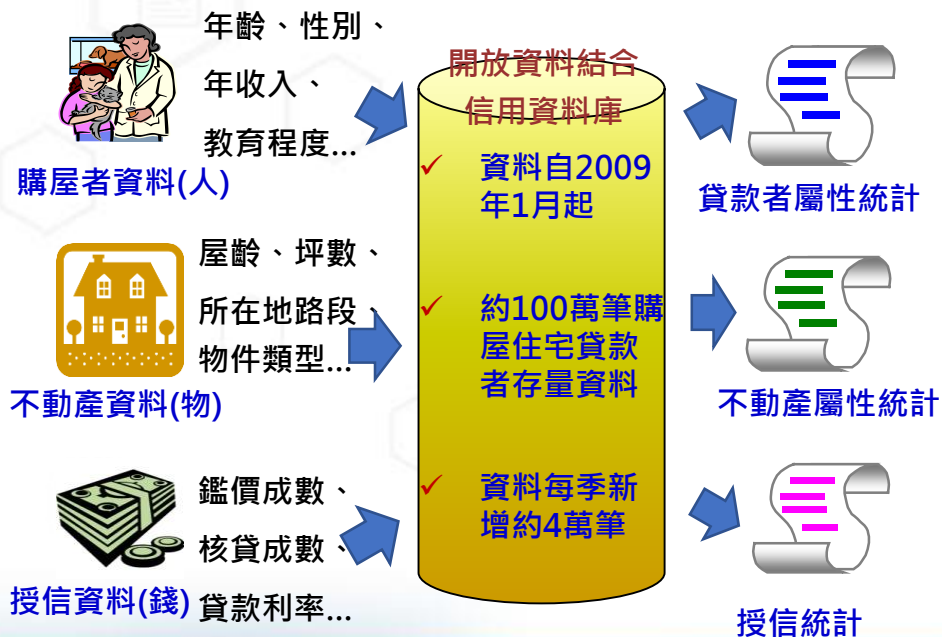 年齡、性別、
年收入、
教育程度...
購屋者資料(人)
屋齡、坪數、
所在地路段、
物件類型...
不動產資料(物)
鑑價成數、
核貸成數、
貸款利率...
授信資料(錢)
開放資料結合
信用資料庫
✓ 資料自2009
年1月起
✓ 約100萬筆購
屋住宅貸款
者存量資料
✓ 資料每季新
增約4萬筆
貸款者屬性統計
不動產屬性統計
授信統計